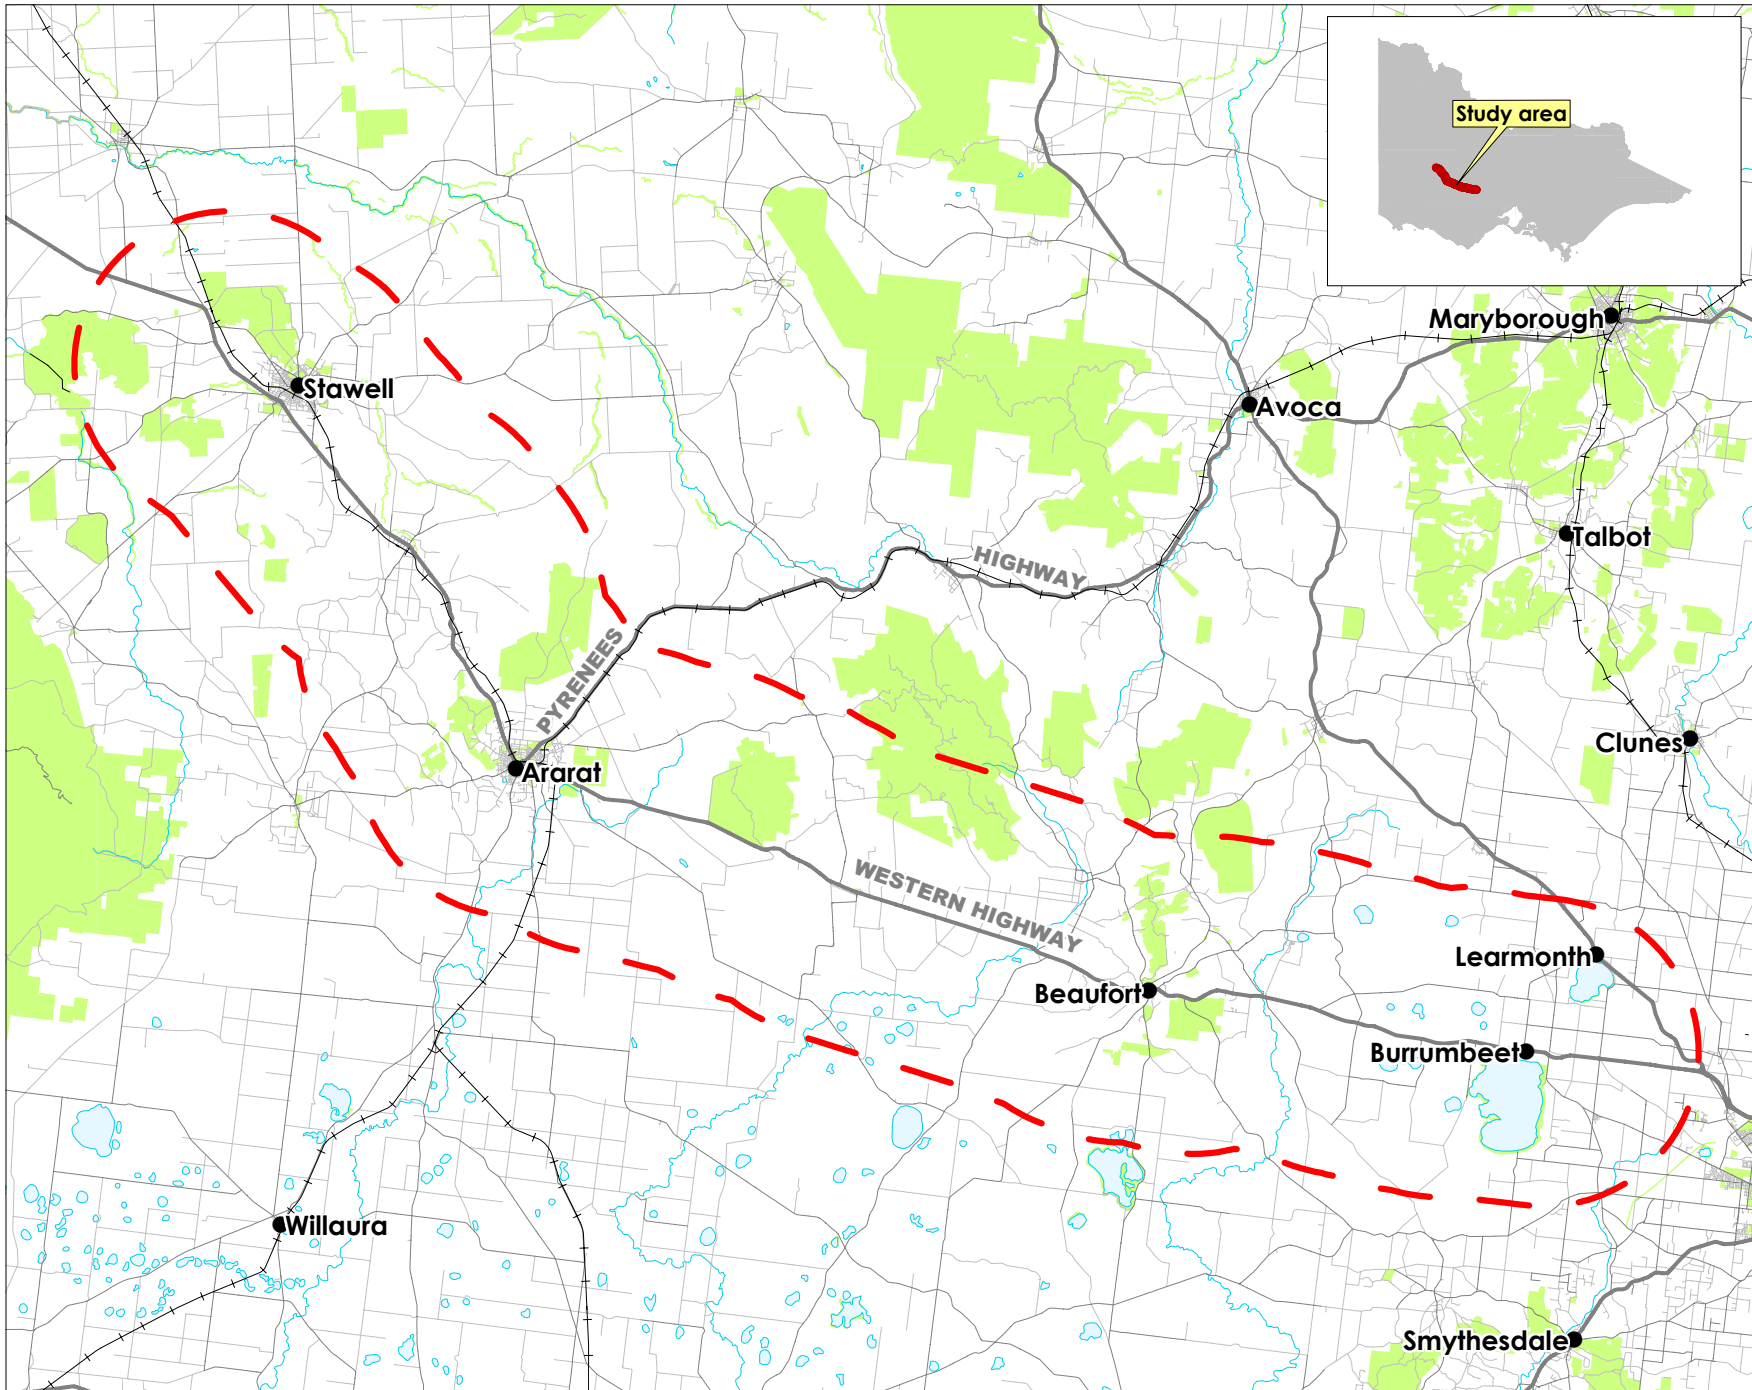 Study area
Maryborough
Stawell
Avoca
Talbot
HIGHWAY
PYRENEES
Clunes
Ararat
WESTERN HIGHWAY
Learmonth
Beaufort
Burrumbeet
Willaura
Smythesdale